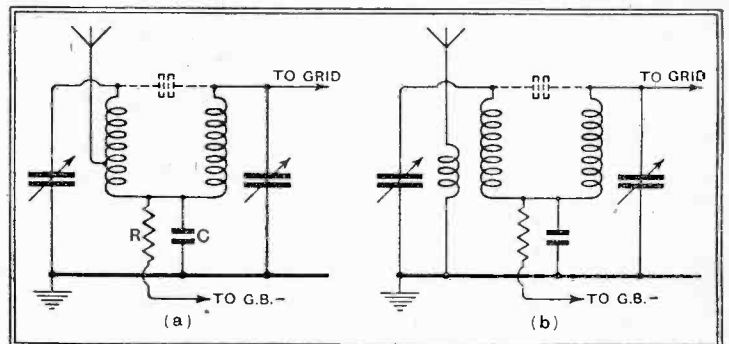 TO GRID
R
C
TO G.B.-
(a)
TO GRID
TO G.B.-
(b)